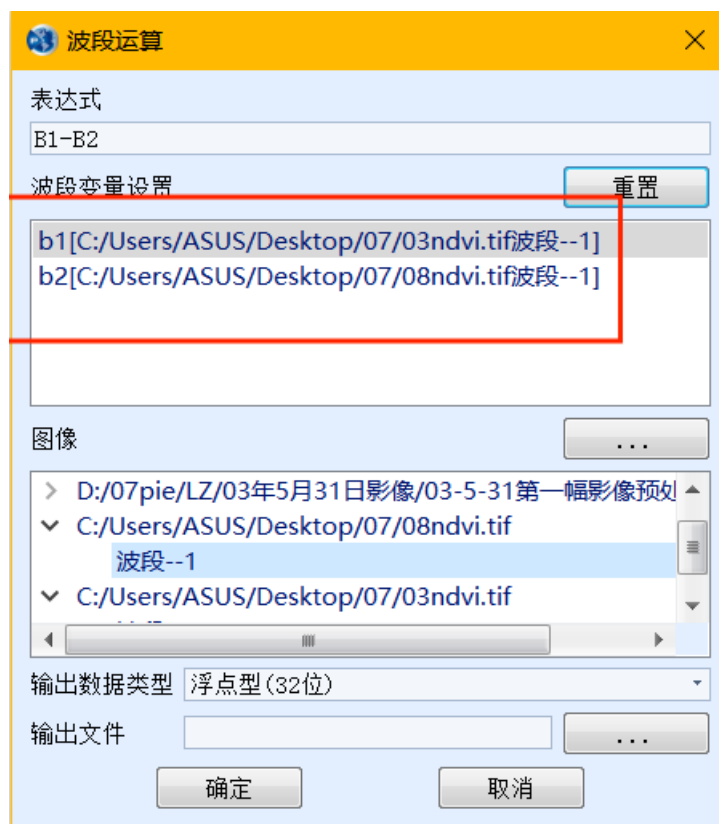 波段运算
表达式
B1-B2
波段变量设置
重置
b1[C:/Users/ASUS/Desktop/07/03ndvi.tif波段--1]
b2[C:/Users/ASUS/Desktop/07/08ndvi.tif波段--1]
图像
...
D:/07pie/LZ/03年5月31日影像/03-5-31第一幅影像预处
C:/Users/ASUS/Desktop/07/08ndvi.tif
波段--1
C:/Users/ASUS/Desktop/07/03ndvi.tif
输出数据类型 浮点型(32位)
输出文件
...
确定 取消